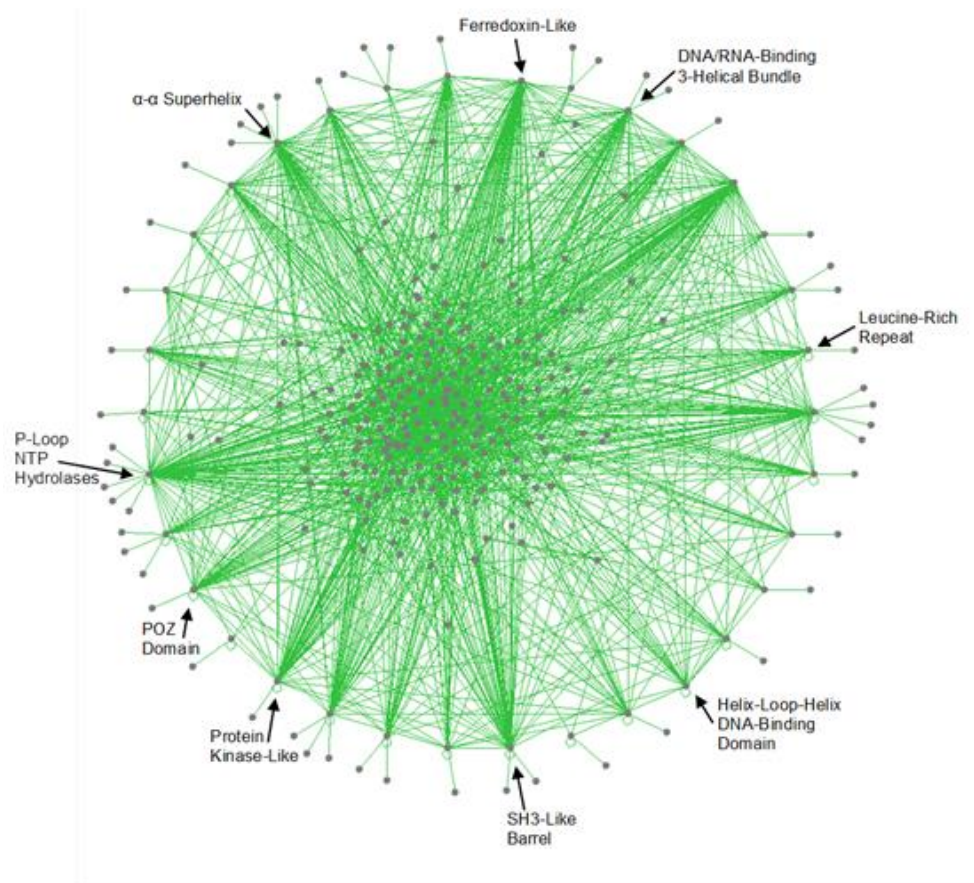 Ferredoxin-Like
DNA/RNA-Binding
3-Helical Bundle
α-α Superhelix
Leucine-Rich
Repeat
P-Loop
NTP
Hydrolases
POZ
Domain
Helix-Loop-Helix
DNA-Binding
Domain
Protein
Kinase-Like
SH3-Like
Barrel